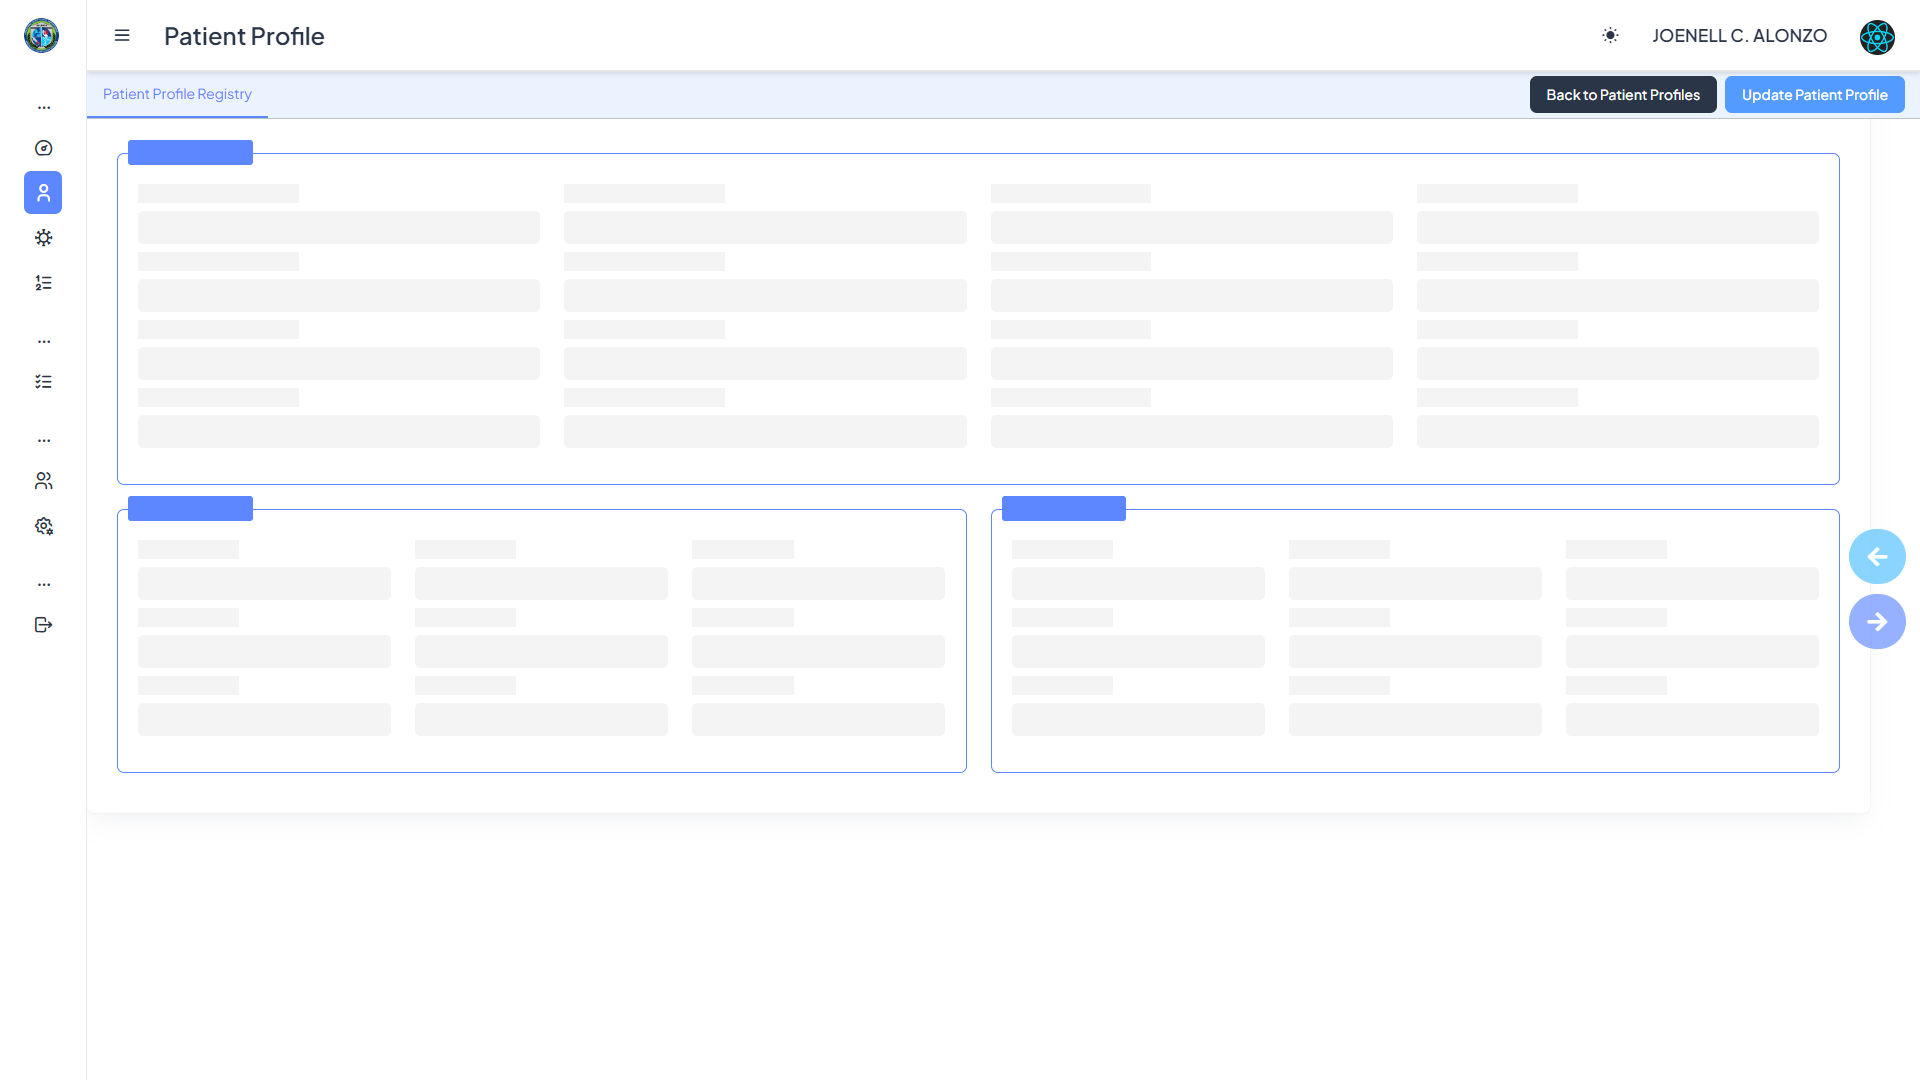 Patient Profile
JOENELL C. ALONZO
Patient Profile Registry
Back to Patient Profiles
Update Patient Profile